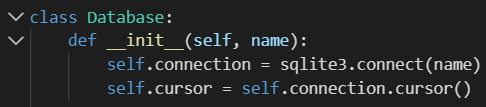 class Database:
    def __init__(self, name):
        self.connection = sqlite3.connect(name)
        self.cursor = self.connection.cursor()